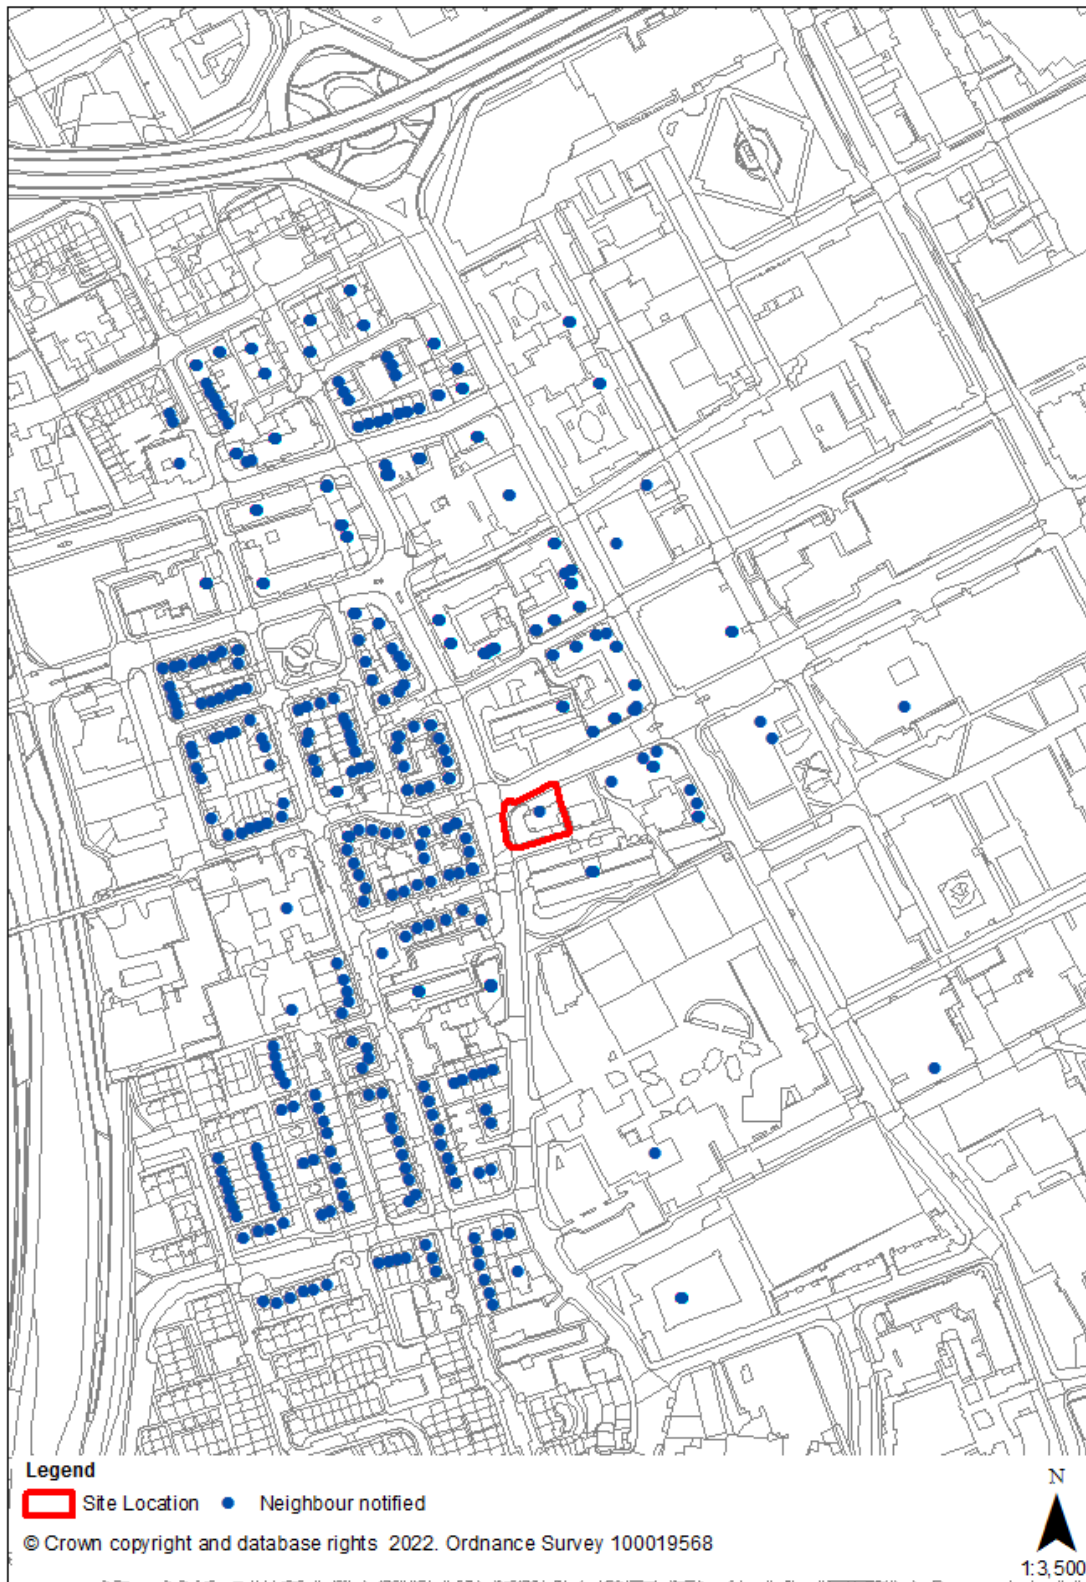 Legend
Site Location
Neighbour notified
© Crown copyright and database rights 2022. Ordnance Survey 100019568
N
1:3,500